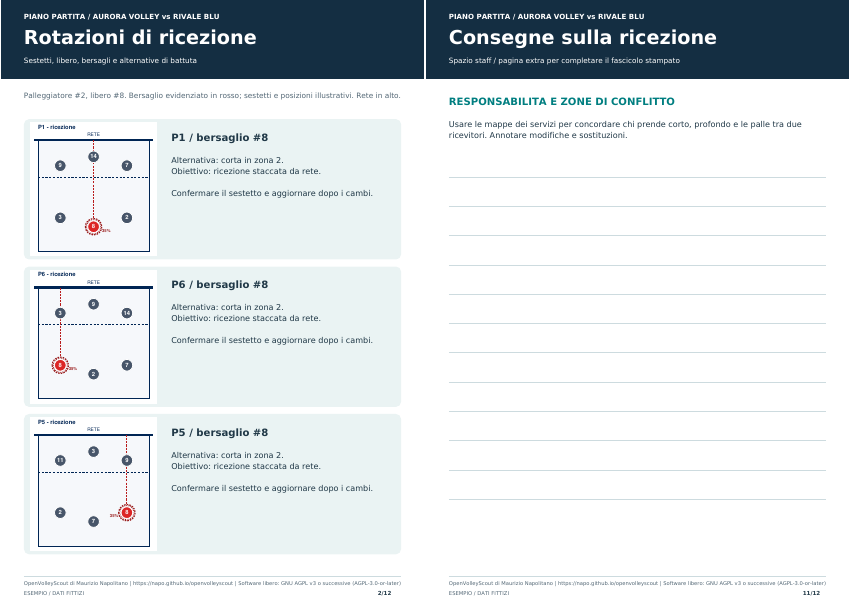 PIANO PARTITA / AURORA VOLLEY vs RIVALE BLU
Rotazioni di ricezione
Sestetti, libero, bersagli e alternative di battuta
Palleggiatore #2, libero #8. Bersaglio evidenziato in rosso; sestetti e posizioni illustrativi. Rete in alto.
P1 - ricezione
RETE
14
9
7
3
2
8
35%
P1 / bersaglio #8
Alternativa: corta in zona 2.
Obiettivo: ricezione staccata da rete.
Confermare il sestetto e aggiornare dopo i cambi.
P6 - ricezione
RETE
9
3
14
8
35%
7
2
P6 / bersaglio #8
Alternativa: corta in zona 2.
Obiettivo: ricezione staccata da rete.
Confermare il sestetto e aggiornare dopo i cambi.
P5 - ricezione
RETE
3
11
9
2
35%
8
7
P5 / bersaglio #8
Alternativa: corta in zona 2.
Obiettivo: ricezione staccata da rete.
Confermare il sestetto e aggiornare dopo i cambi.
OpenVolleyScout di Maurizio Napolitano | https://napo.github.io/openvolleyscout | Software libero: GNU AGPL v3 o successive (AGPL-3.0-or-later)
ESEMPIO / DATI FITTIZI
2/12
PIANO PARTITA / AURORA VOLLEY vs RIVALE BLU
Consegne sulla ricezione
Spazio staff / pagina extra per completare il fascicolo stampato
RESPONSABILITA E ZONE DI CONFLITTO
Usare le mappe dei servizi per concordare chi prende corto, profondo e le palle tra due
ricevitori. Annotare modifiche e sostituzioni.
OpenVolleyScout di Maurizio Napolitano | https://napo.github.io/openvolleyscout | Software libero: GNU AGPL v3 o successive (AGPL-3.0-or-later)
ESEMPIO / DATI FITTIZI
11/12